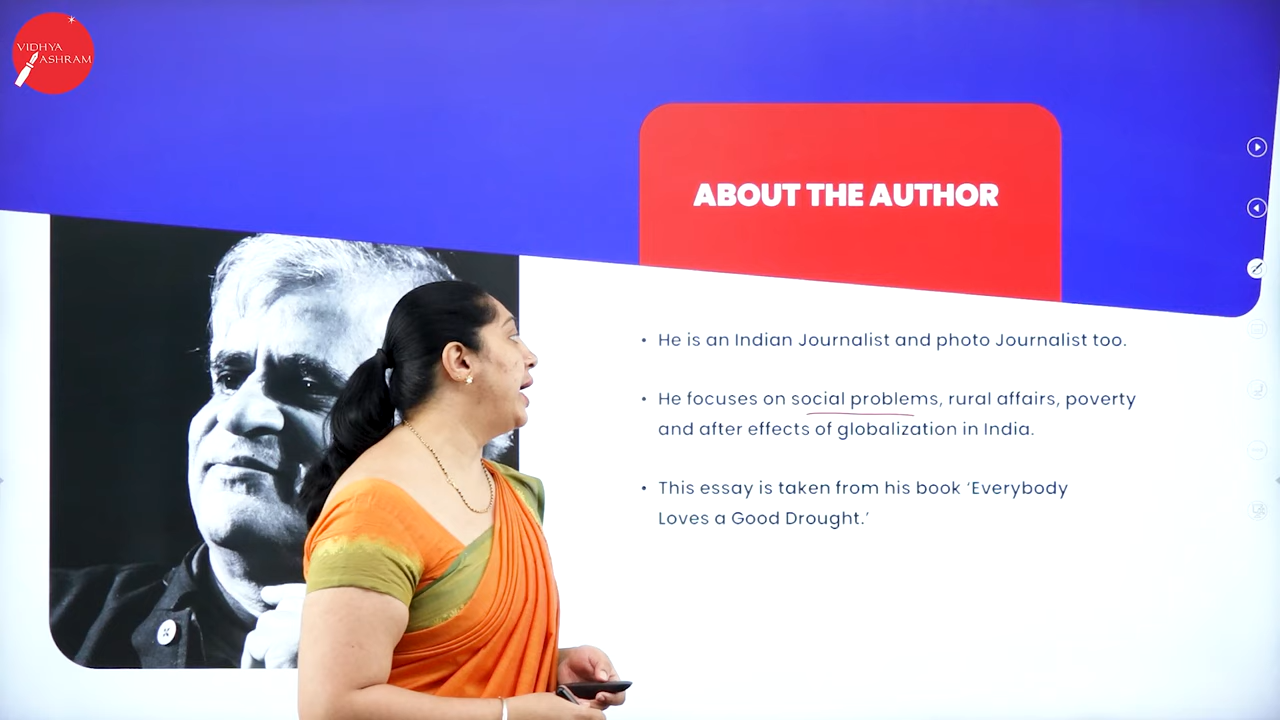 VIDHYA
ASHRAM
ABOUT THE AUTHOR
• He is an Indian Journalist and photo Journalist too.
• He focuses on social problems, rural affairs, poverty
and after effects of globalization in India.
• This essay is taken from his book ‘Everybody
Loves a Good Drought.’